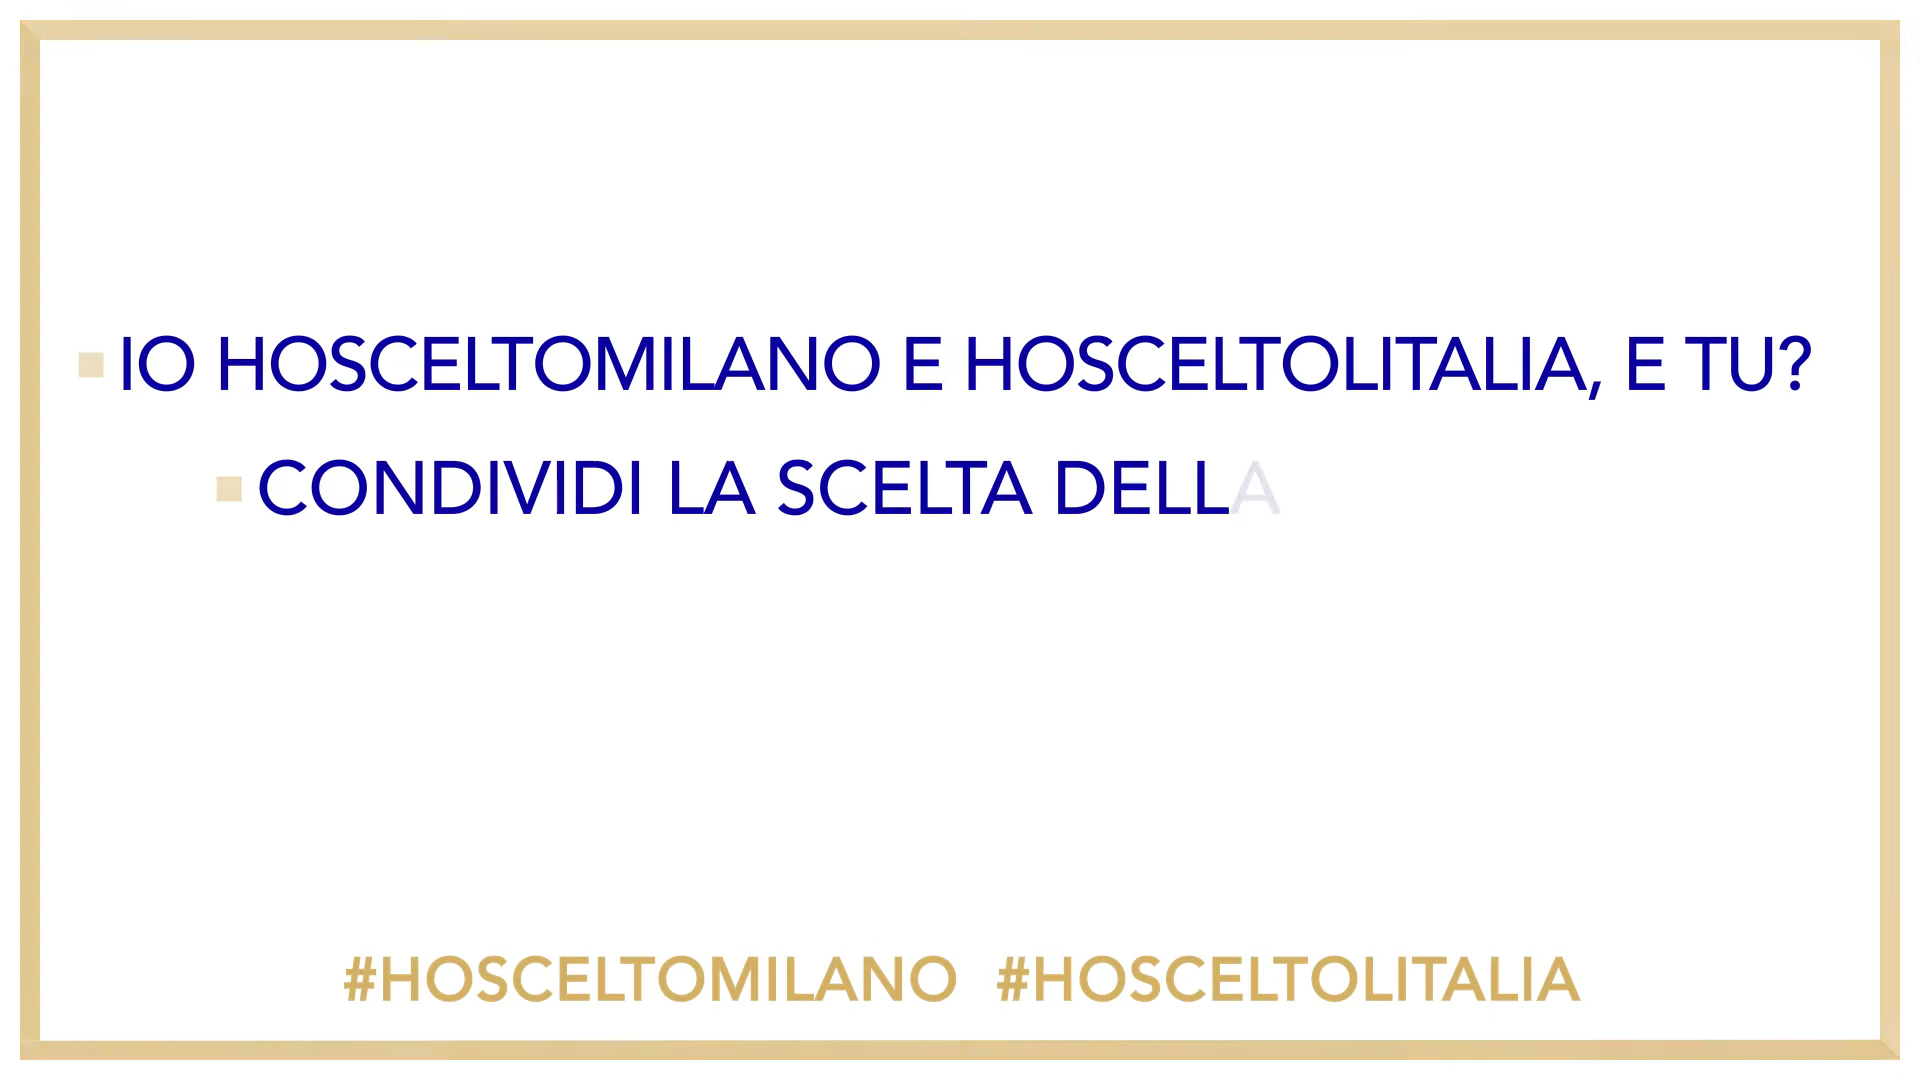 IO HOSCELTOMILANO E HOSCELTOLITALIA, E TU?
CONDIVIDI LA SCELTA DELLA
#HOSCELTOMILANO #HOSCELTOLITALIA